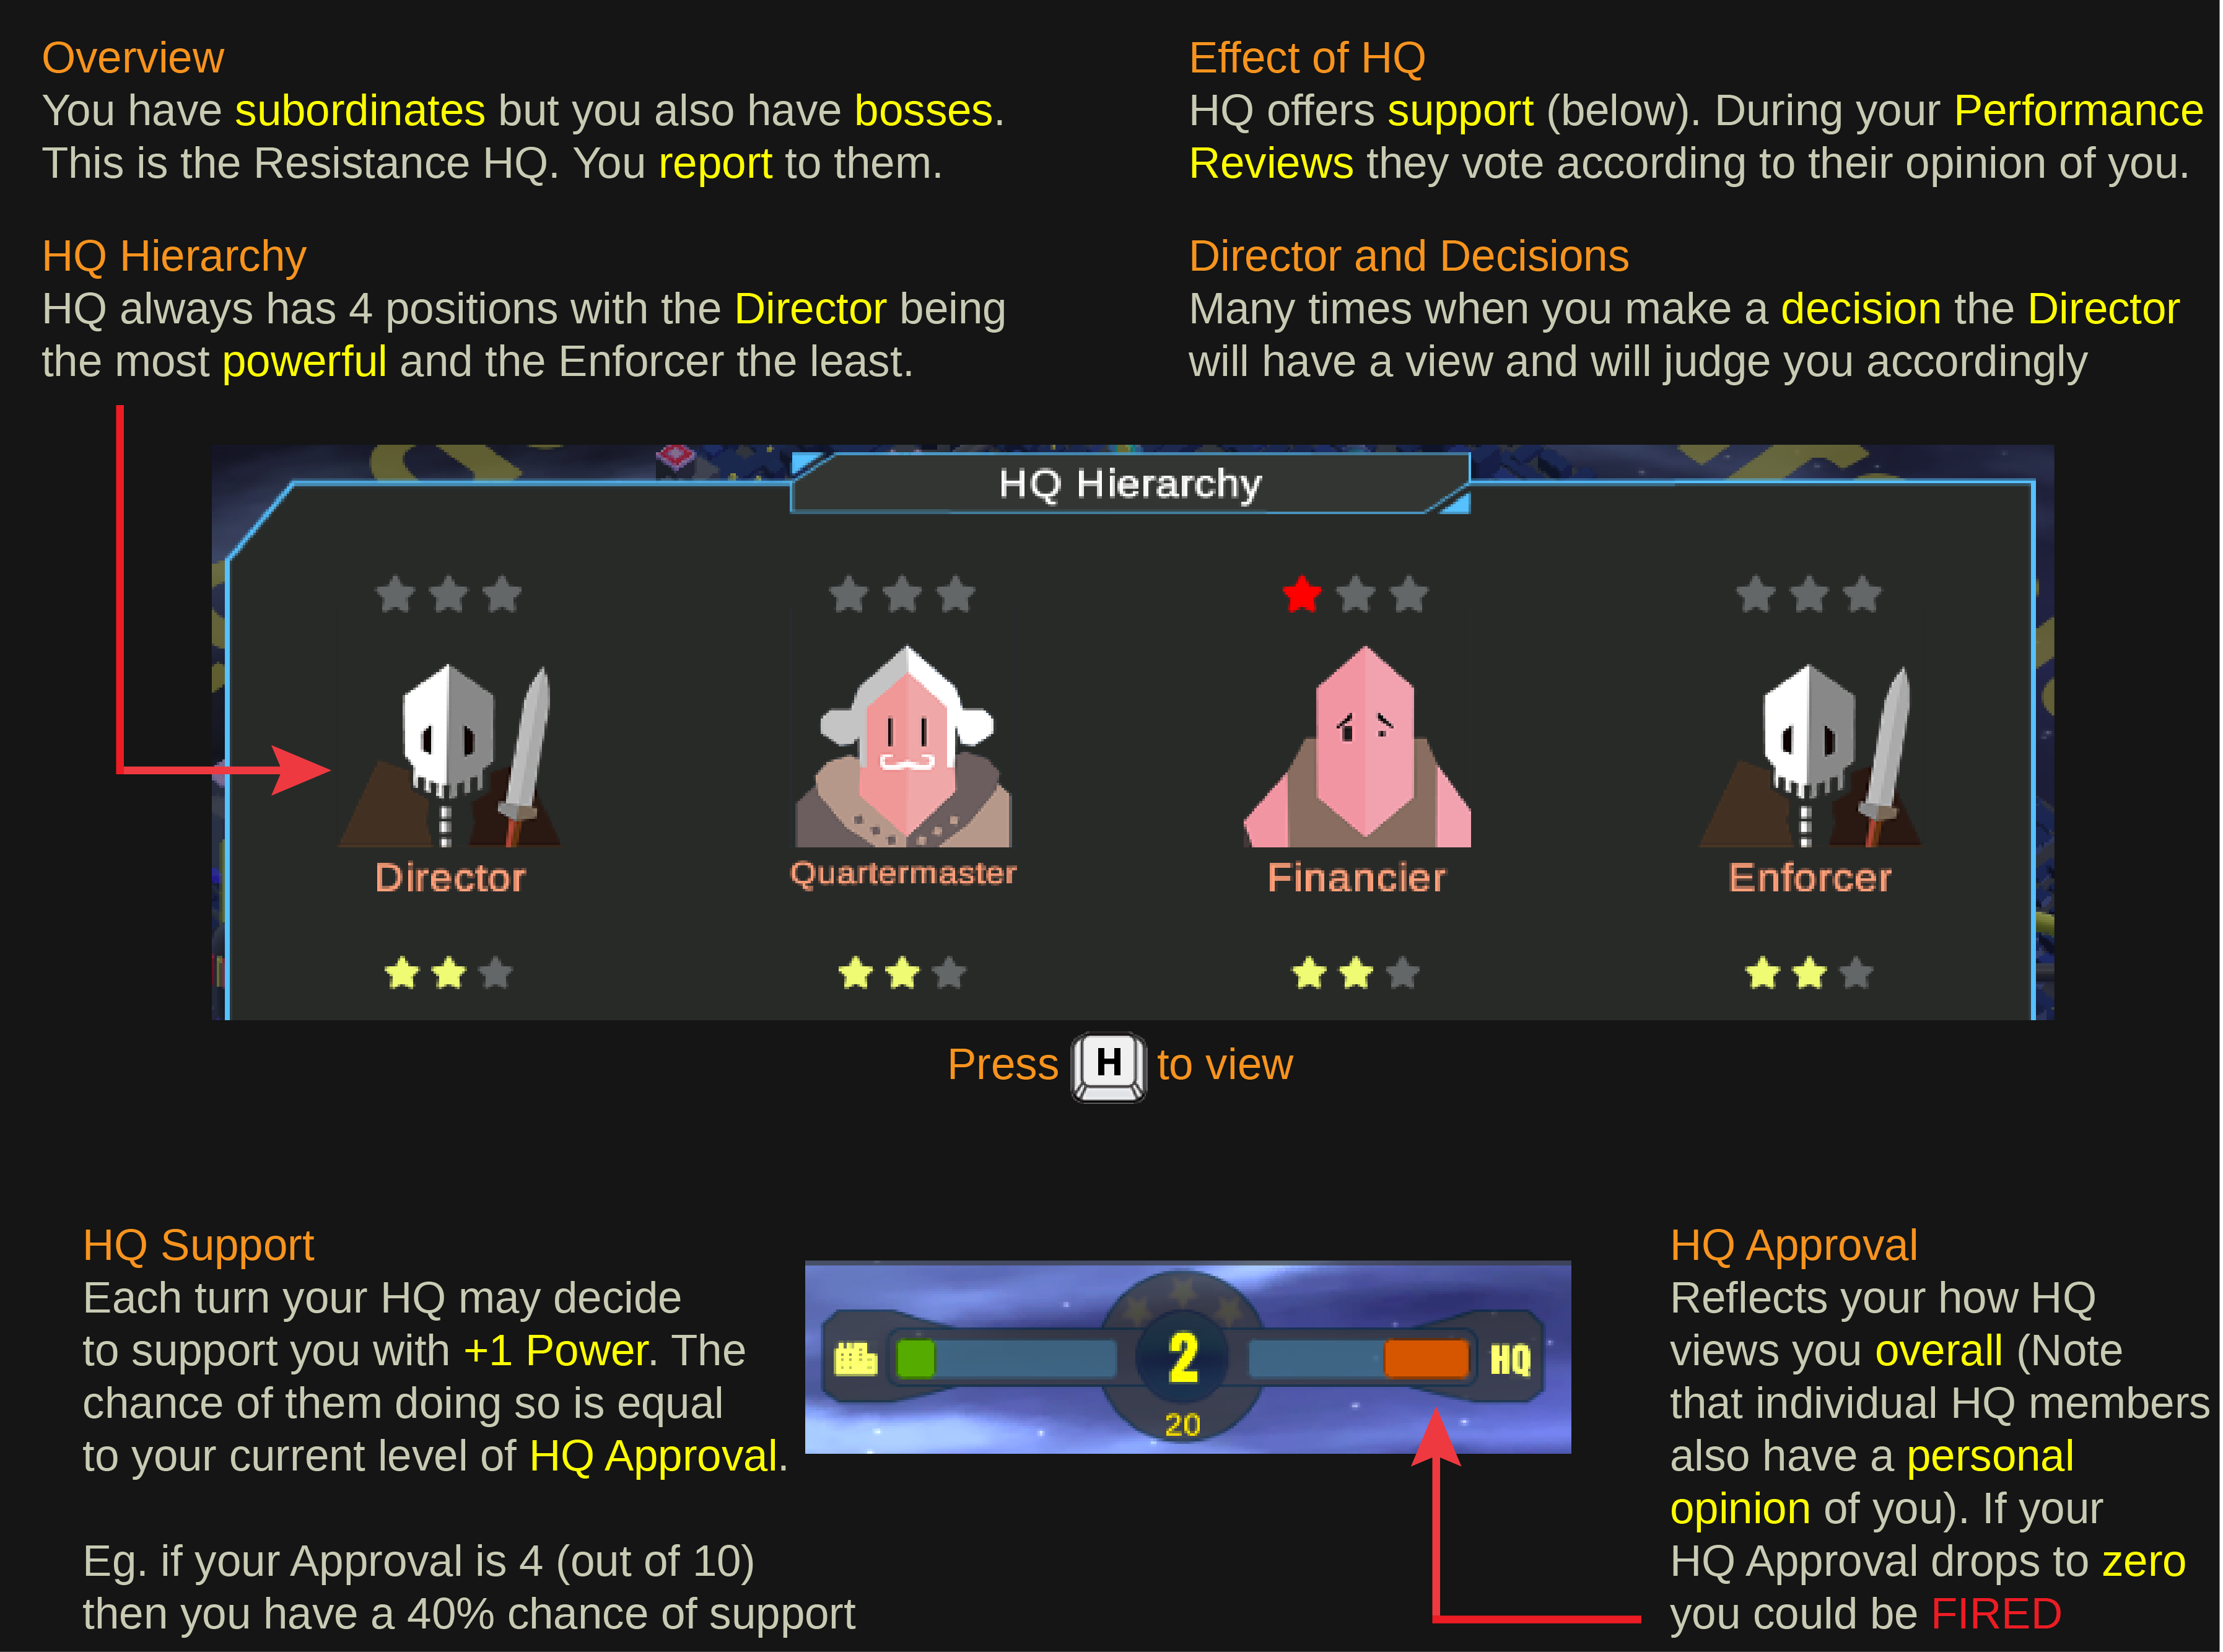 Overview
You have subordinates but you also have bosses.
This is the Resistance HQ. You report to them.
Effect of HQ
HQ offers support (below). During your Performance
Reviews they vote according to their opinion of you.
HQ Hierarchy
HQ always has 4 positions with the Director being
the most powerful and the Enforcer the least.
Director and Decisions
Many times when you make a decision the Director
will have a view and will judge you accordingly
HQ Hierarchy
Director
Quartermaster
Financier
Enforcer
Press H to view
HQ Support
Each turn your HQ may decide
to support you with +1 Power. The
chance of them doing so is equal
to your current level of HQ Approval.
Eg. if your Approval is 4 (out of 10)
then you have a 40% chance of support
2
HQ
20
HQ Approval
Reflects your how HQ
views you overall (Note
that individual HQ members
also have a personal
opinion of you). If your
HQ Approval drops to zero
you could be FIRED